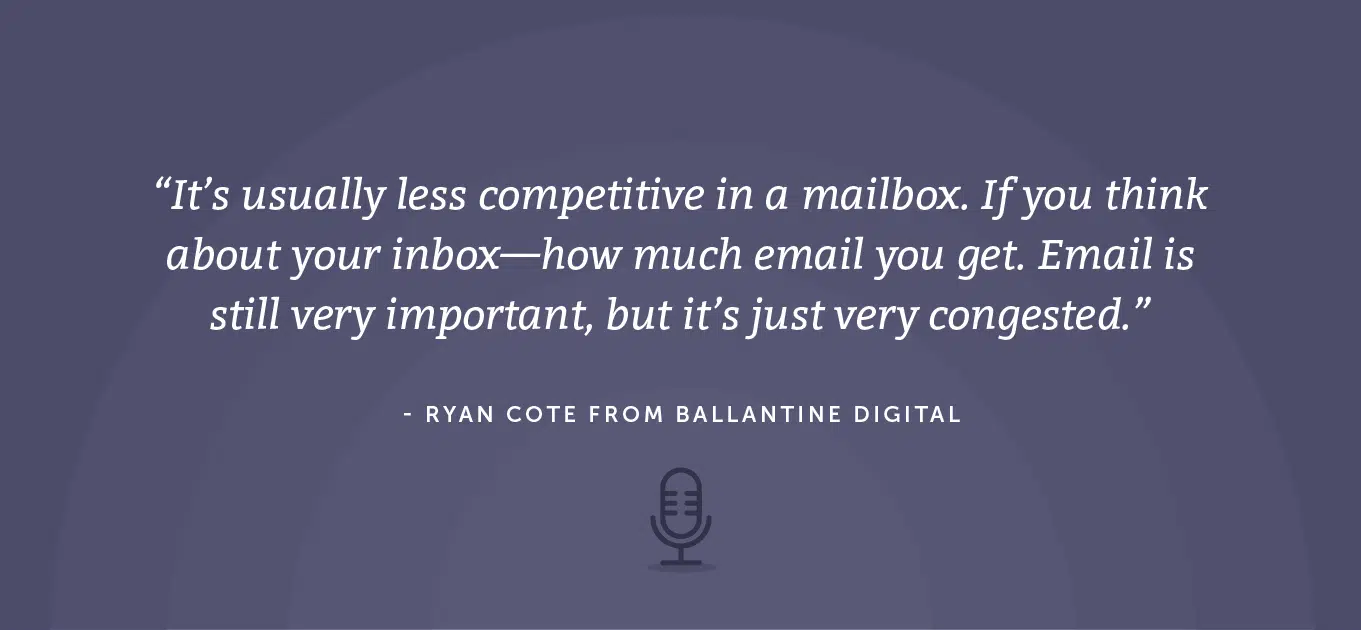 “It’s usually less competitive in a mailbox. If you think
about your inbox—how much email you get. Email is
still very important, but it’s just very congested.”
- RYAN COTE FROM BALLANTINE DIGITAL